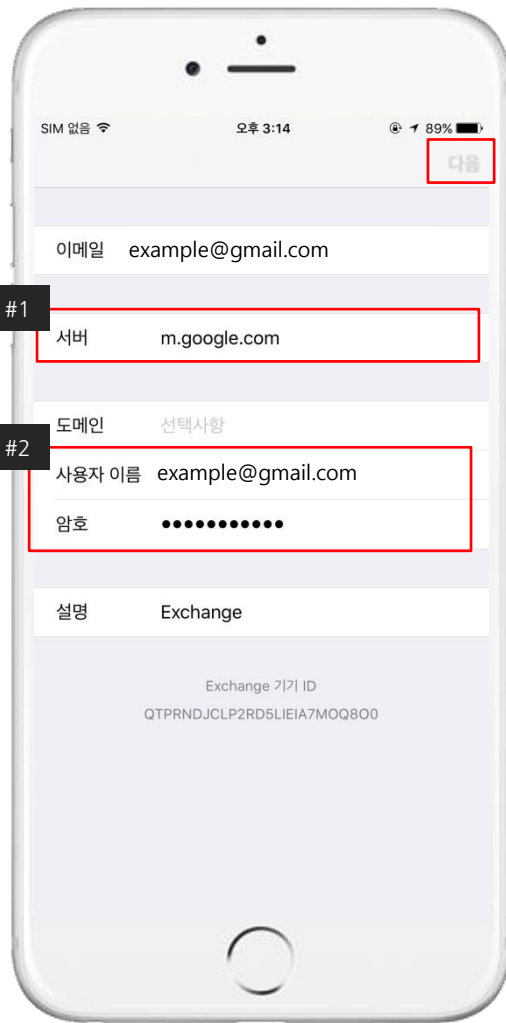 SIM 없음 오후 3:14 89%
다음
이메일 example@gmail.com
#1
서버 m.google.com
도메인 선택사항
#2
사용자 이름 example@gmail.com
암호 •••••••••••
설명 Exchange
Exchange 기기 ID
QTPRNDJCLP2RD5LIEIA7MOQ8O0